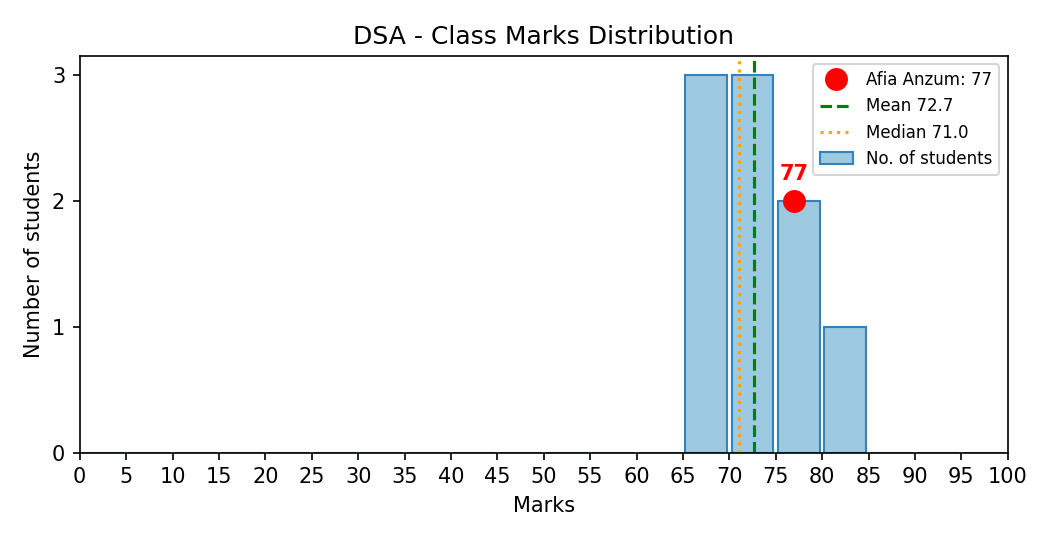 DSA - Class Marks Distribution
Number of students
3
2
1
0
77
Afia Anzum: 77
Mean 72.7
Median 71.0
No. of students
0 5 10 15 20 25 30 35 40 45 50 55 60 65 70 75 80 85 90 95 100
Marks